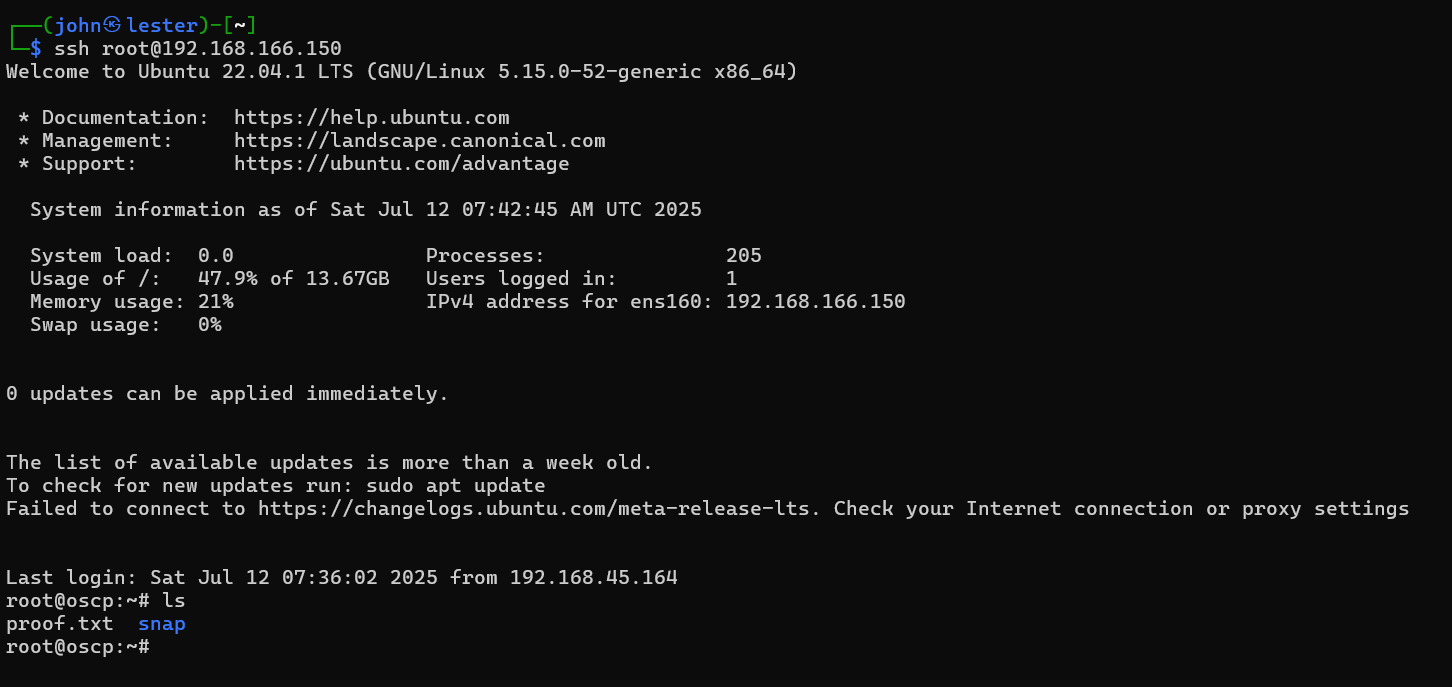 ┌──(john㉿lester)-[~]
└─$ ssh root@192.168.166.150
Welcome to Ubuntu 22.04.1 LTS (GNU/Linux 5.15.0-52-generic x86_64)

 * Documentation:  https://help.ubuntu.com
 * Management:     https://landscape.canonical.com
 * Support:        https://ubuntu.com/advantage

  System information as of Sat Jul 12 07:42:45 AM UTC 2025

  System load:  0.0                Processes:               205
  Usage of /:   47.9% of 13.67GB   Users logged in:         1
  Memory usage: 21%                IPv4 address for ens160: 192.168.166.150
  Swap usage:   0%


0 updates can be applied immediately.


The list of available updates is more than a week old.
To check for new updates run: sudo apt update
Failed to connect to https://changelogs.ubuntu.com/meta-release-lts. Check your Internet connection or proxy settings


Last login: Sat Jul 12 07:36:02 2025 from 192.168.45.164
root@oscp:~# ls
proof.txt  snap
root@oscp:~#